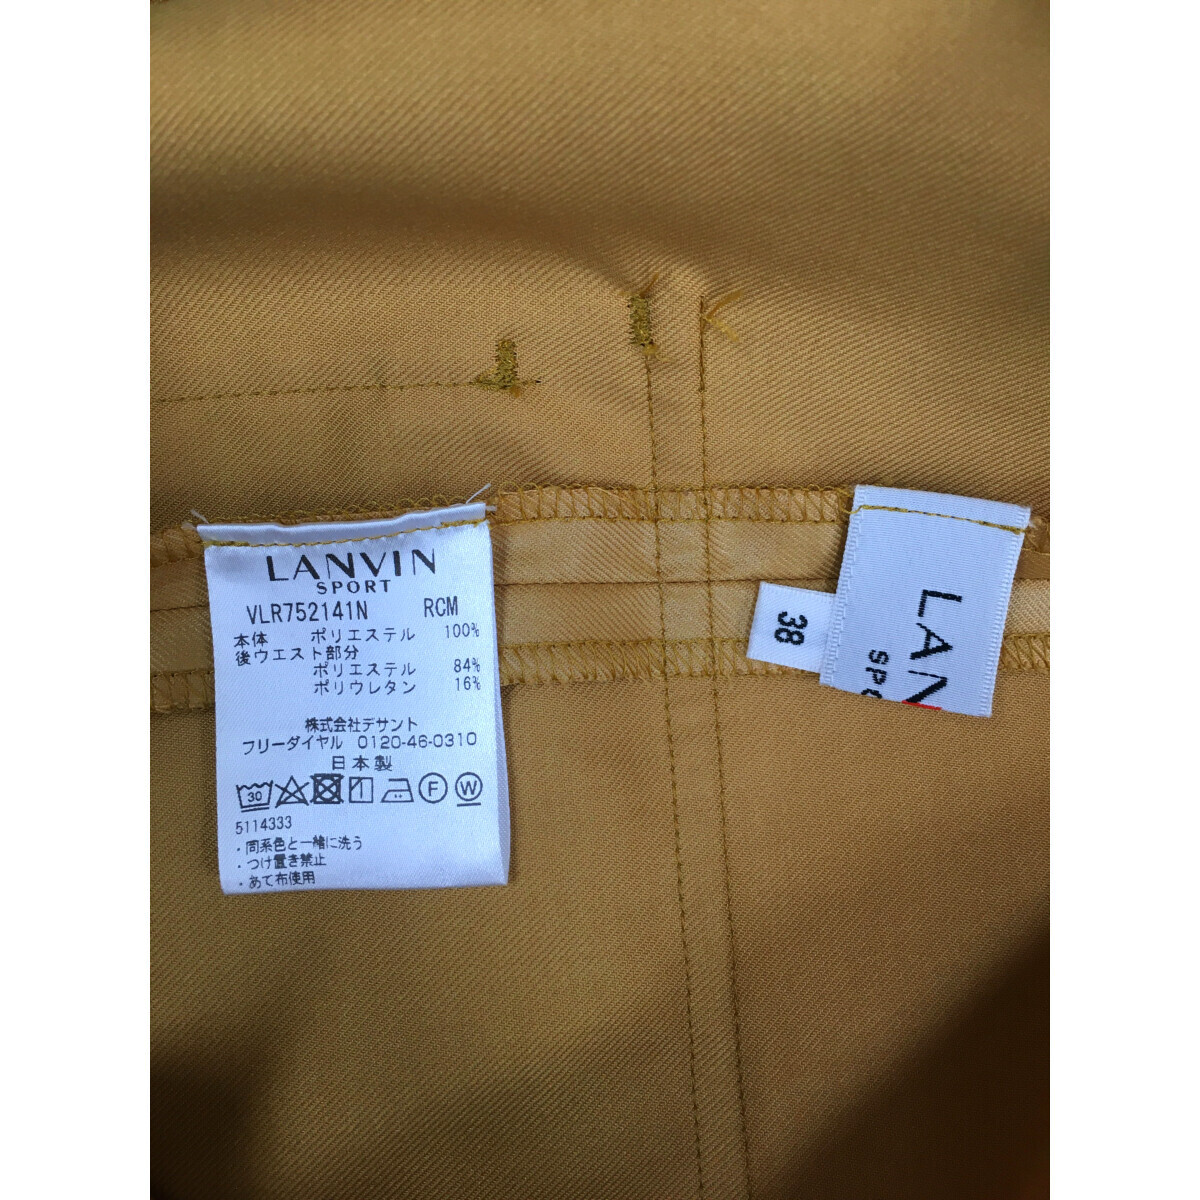 LANVIN
SPORT
VLR752141N RCM
本体 ポリエステル 100%
後ウエスト部分
ポリエステル 84%
ポリウレタン 16%
株式会社デサント
フリーダイヤル 0120-46-0310
日本製
30 F W
5114333
・同系色と一緒に洗う
・つけ置き禁止
・あて布使用
38
LAN
SPO